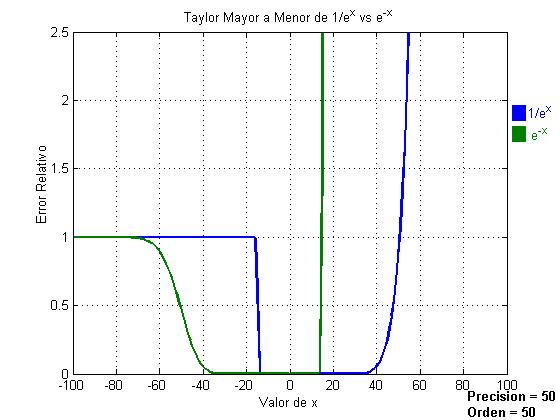 Taylor Mayor a Menor de 1/e^x vs e^-x
2.5
2
1.5
1
0.5
0
Error Relativo
-100 -80 -60 -40 -20 0 20 40 60 80 100
Valor de x
1/e^x
e^-x
Precision = 50
Orden = 50